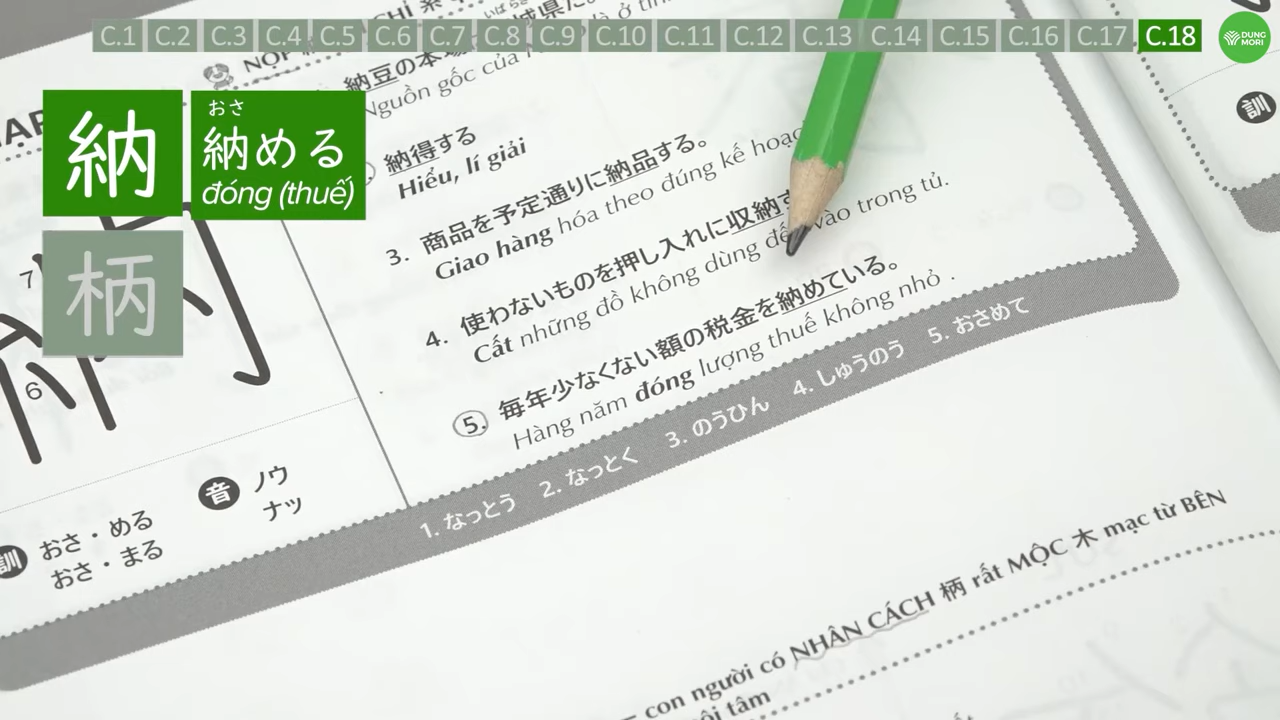 C.1 C.2 C.3 C.4 C.5 C.6 C.7 C.8 C.9 C.10 C.11 C.12 C.13 C.14 C.15 C.16 C.17 C.18
DUNG MORI
納
おさ
納める
đóng (thuế)
柄
納豆の本場
Nguồn gốc của
納得する
Hiểu, lí giải
3. 商品を予定通りに納品する。
Giao hàng hóa theo đúng kế hoạc
4. 使わないものを押し入れに収納す
Cất những đồ không dùng đế vào trong tủ.
5. 毎年少なくない額の税金を納めている。
Hàng năm đóng lượng thuế không nhỏ .
7
6
音 ノウ
ナッ
訓 おさ・める
おさ・まる
1. なっとう 2. なっとく 3. のうひん 4. しゅうのう 5. おさめて
con người có NHÂN CÁCH 柄 rất MỘC 木 mạc từ BÊN
tâm
訓